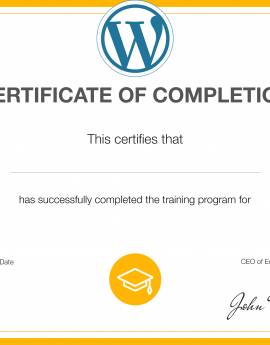 ERTIFICATE OF COMPLETIO
This certifies that
has successfully completed the training program for
Date
CEO of E
John